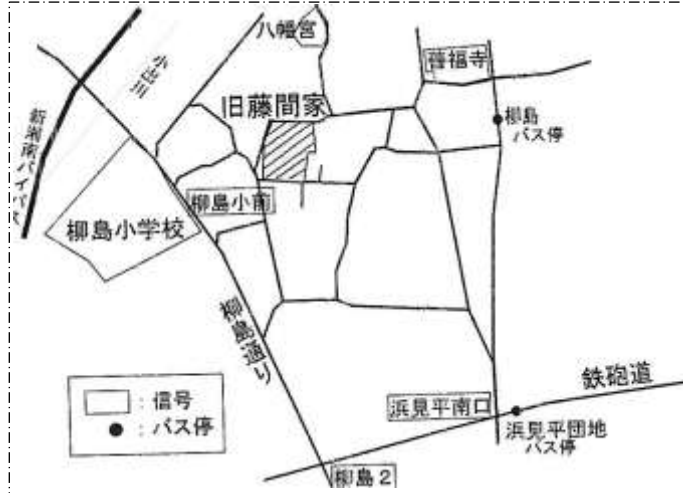 八幡宮
善福寺
小出川
旧藤間家
柳島
バス停
新湘南バイパス
柳島小前
柳島小学校
柳島通り
鉄砲道
浜見平南口
浜見平団地
バス停
柳島2
：信号
：バス停